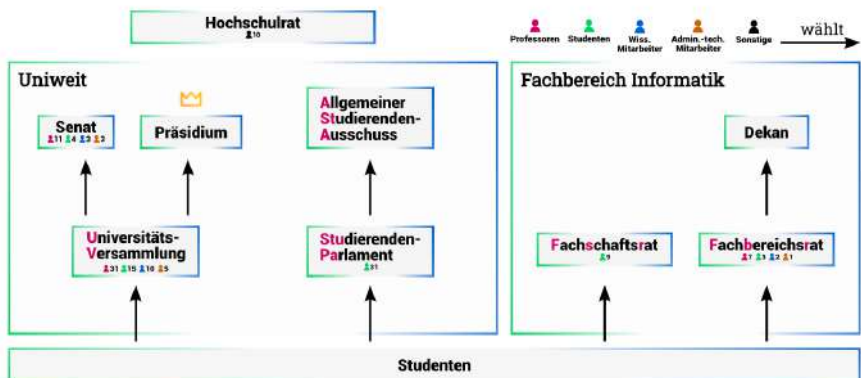 Hochschulrat
10
Professoren
Studenten
Wiss.
Mitarbeiter
Admin.-tech.
Mitarbeiter
Sonstige
wählt
Uniweit
Senat
11 4 3 3
Präsidium
Allgemeiner
Studierenden-
Ausschuss
Universitäts-
Versammlung
31 15 10 5
Studierenden-
Parlament
31
Fachbereich Informatik
Dekan
Fachschaftsrat
9
Fachbereichsrat
7 3 2 1
Studenten